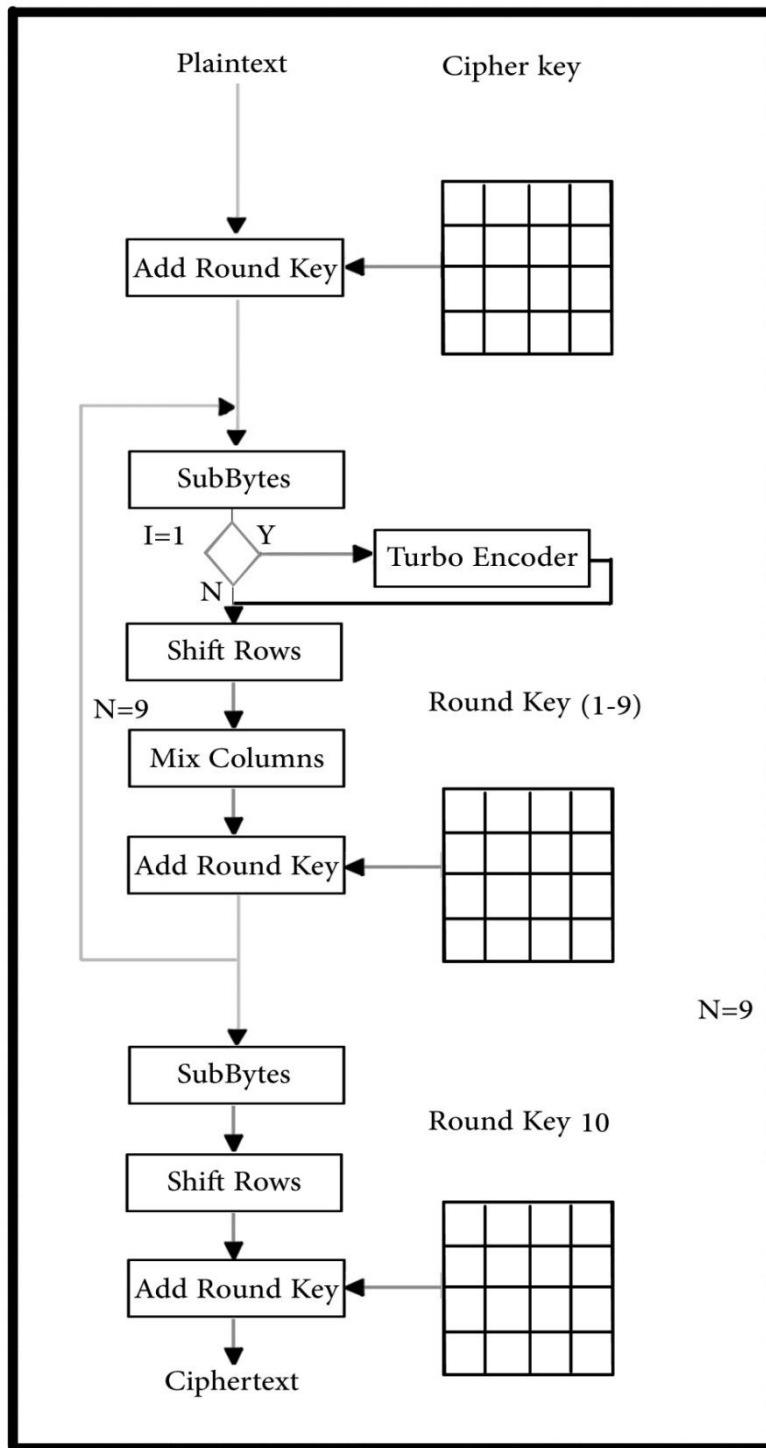 Plaintext
Cipher key
Add Round Key
SubBytes
I=1
Y
Turbo Encoder
N
Shift Rows
N=9
Round Key (1-9)
Mix Columns
Add Round Key
N=9
SubBytes
Round Key 10
Shift Rows
Add Round Key
Ciphertext